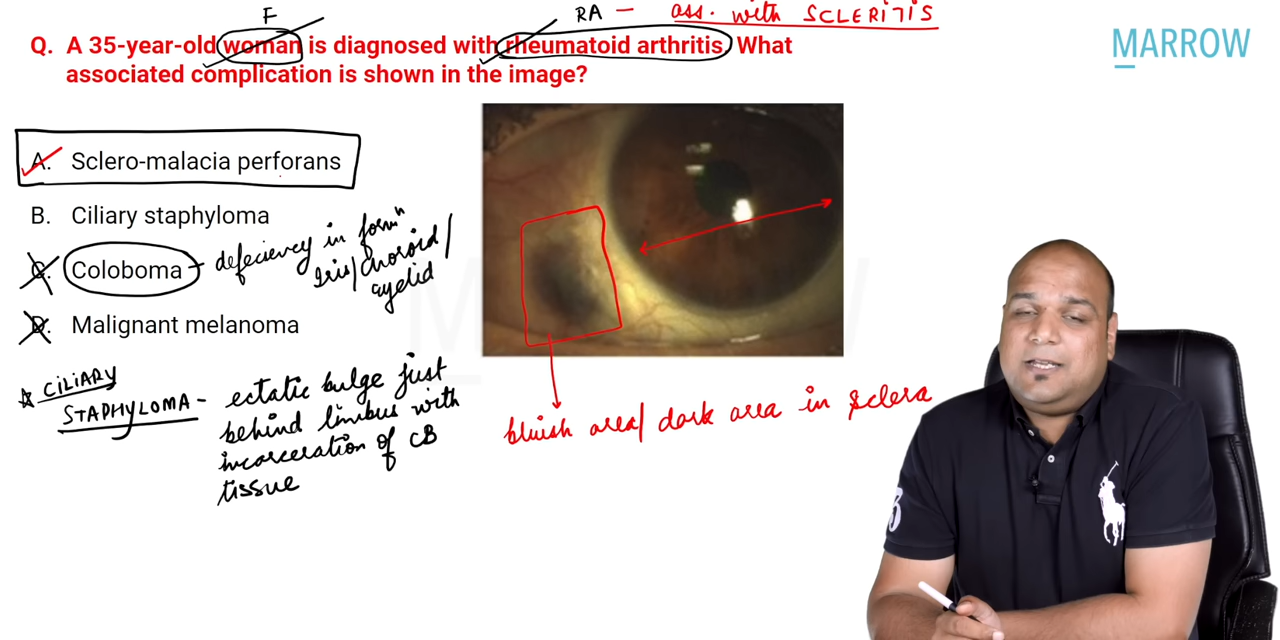 F
RA - ass. with SCLERITIS
MARROW
Q. A 35-year-old woman is diagnosed with rheumatoid arthritis. What
associated complication is shown in the image?
A. Sclero-malacia perforans
B. Ciliary staphyloma
C. Coloboma - defeciency in formn
Iris/choroid/
eyelid
D. Malignant melanoma
CILIARY
STAPHYLOMA - ectatic bulge just
behind limbus with
incarceration of CB
tissue
bluish area/ dark area in sclera